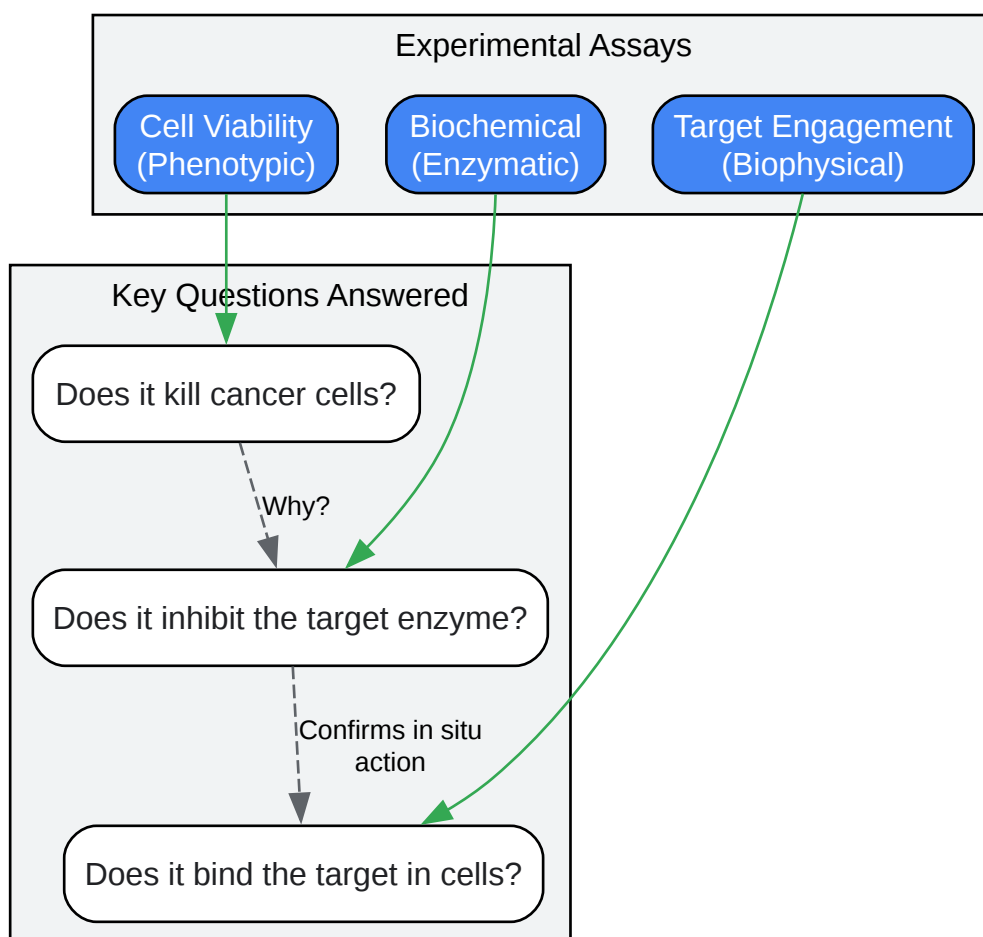 Experimental Assays
Cell Viability
(Phenotypic)
Biochemical
(Enzymatic)
Target Engagement
(Biophysical)
Key Questions Answered
Does it kill cancer cells?
Why?
Does it inhibit the target enzyme?
Confirms in situ
action
Does it bind the target in cells?